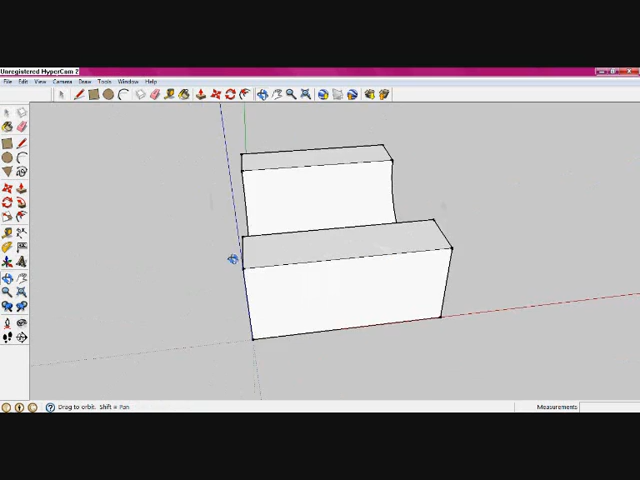 Unregistered HyperCam 2
File Edit View Camera Draw Tools Window Help
Drag to orbit. Shift = Pan
Measurements